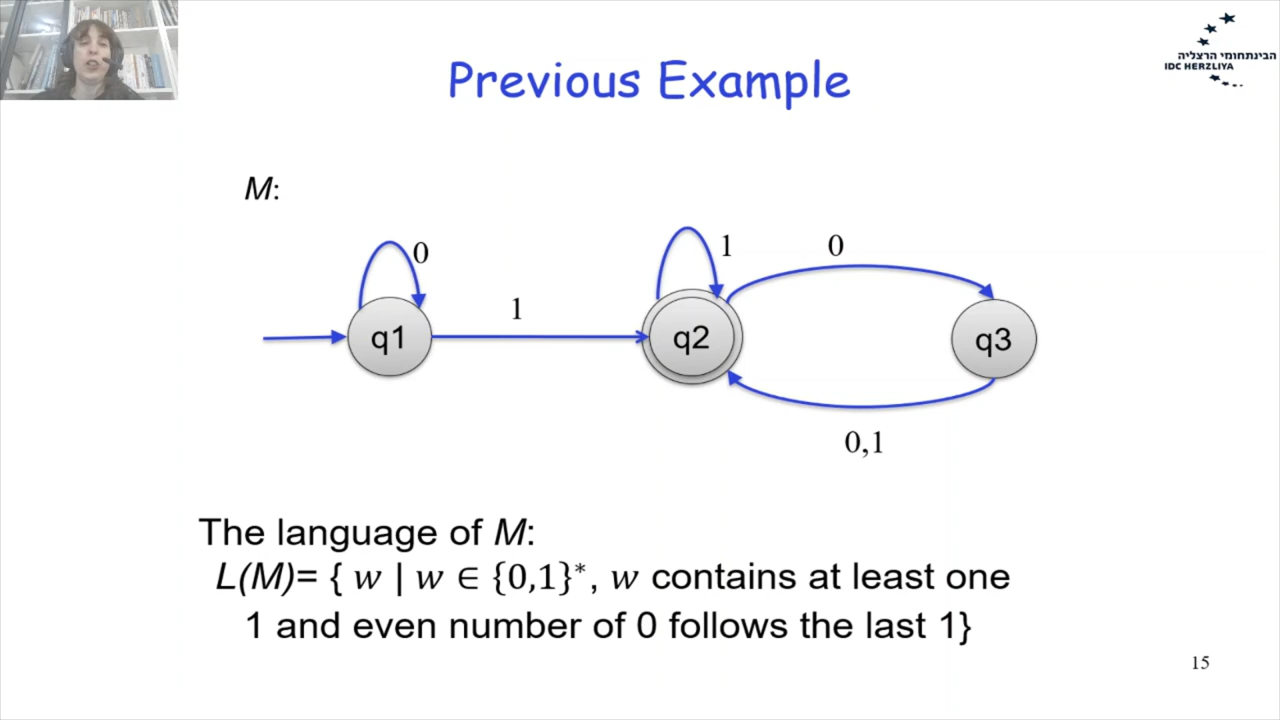 הבינתחומי הרצליה
IDC HERZLIYA
Previous Example
M:
0
1
1
0
q1
q2
q3
0,1
The language of M:
L(M)= { w | w ∈ {0,1}*, w contains at least one
1 and even number of 0 follows the last 1}
15